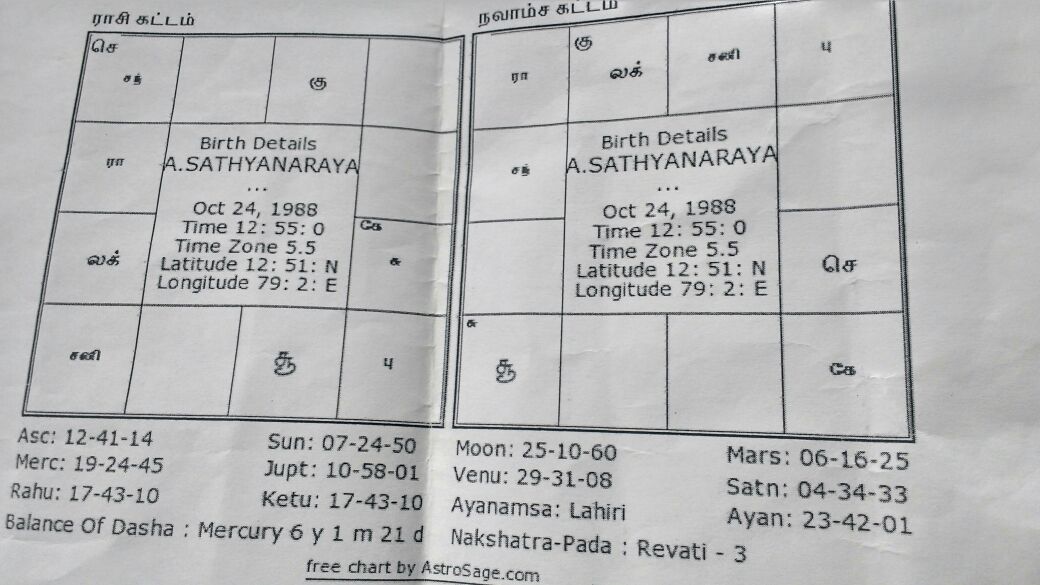 ராசி கட்டம்
செ
சந்
கு
ரா
லக்
கே
சு
சனி
சூ
பு
Birth Details
A.SATHYANARAYA
...
Oct 24, 1988
Time 12: 55: 0
Time Zone 5.5
Latitude 12: 51: N
Longitude 79: 2: E
நவாம்ச கட்டம்
ரா
கு
லக்
சனி
பு
சந்
செ
சு
சூ
கே
Birth Details
A.SATHYANARAYA
...
Oct 24, 1988
Time 12: 55: 0
Time Zone 5.5
Latitude 12: 51: N
Longitude 79: 2: E
Asc: 12-41-14 Sun: 07-24-50 Moon: 25-10-60 Mars: 06-16-25
Merc: 19-24-45 Jupt: 10-58-01 Venu: 29-31-08 Satn: 04-34-33
Rahu: 17-43-10 Ketu: 17-43-10 Ayanamsa: Lahiri Ayan: 23-42-01
Balance Of Dasha : Mercury 6 y 1 m 21 d Nakshatra-Pada : Revati - 3
free chart by AstroSage.com